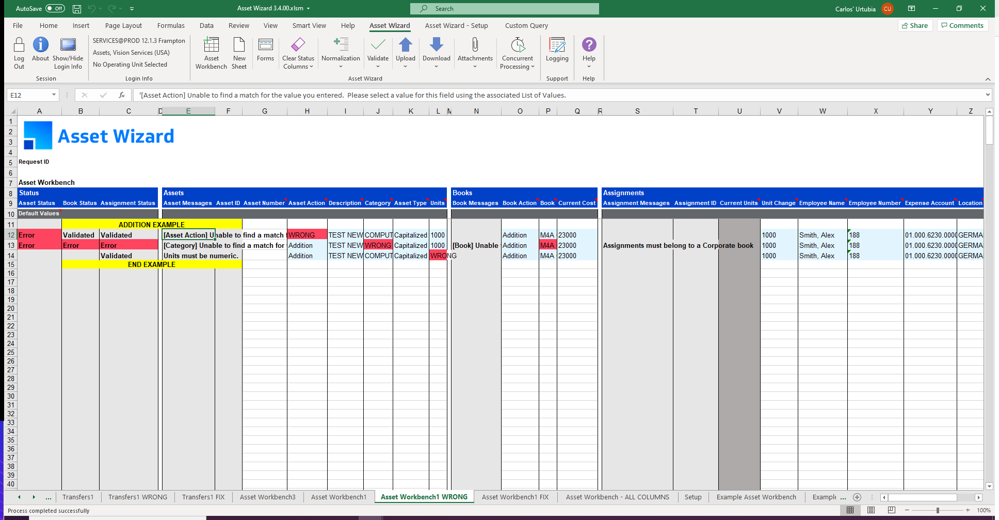 AutoSave Off Asset Wizard 3.4.00.xlsm Search Carlos` Urtubia CU
File Home Insert Page Layout Formulas Data Review View Smart View Help Asset Wizard Asset Wizard - Setup Custom Query Share Comments
Log Out About Show/Hide Login Info
Session
SERVICES@PROD 12.1.3 Frampton
Assets, Vision Services (USA)
No Operating Unit Selected
Login Info
Asset Workbench New Sheet Forms Clear Status Columns Normalization Validate Upload Download Attachments Concurrent Processing
Asset Wizard
Logging
Support
Help
Help
E12 fx '[Asset Action] Unable to find a match for the value you entered.  Please select a value for this field using the associated List of Values.
A B C D E F G H I J K L M N O P Q R S T U V W X Y Z
1
2 Asset Wizard
3
4
5 Request ID
6
7 Asset Workbench
8 Status Assets Books Assignments
9 Asset Status Book Status Assignment Status Asset Messages Asset ID Asset Number Asset Action Description Category Asset Type Units Book Messages Book Action Book Current Cost Assignment Messages Assignment ID Current Units Unit Change Employee Name Employee Number Expense Account Location
10 Default Values
11 ADDITION EXAMPLE
12 Error Validated Validated [Asset Action] Unable to find a match WRONG TEST NEW COMPUT Capitalized 1000 Addition M4A 23000 1000 Smith, Alex 188 01.000.6230.0000 GERMA
13 Error Error Error [Category] Unable to find a match for Addition TEST NEW WRONG Capitalized 1000 [Book] Unable Addition M4A 23000 Assignments must belong to a Corporate book 1000 Smith, Alex 188 01.000.6230.0000 GERMA
14 Validated Units must be numeric. Addition TEST NEW COMPUT Capitalized WRONG Addition M4A 23000 1000 Smith, Alex 188 01.000.6230.0000 GERMA
15 END EXAMPLE
16
17
18
19
20
21
22
23
24
25
26
27
28
29
30
31
32
33
34
35
36
37
38
39
40
... Transfers1 Transfers1 WRONG Transfers1 FIX Asset Workbench3 Asset Workbench1 Asset Workbench1 WRONG Asset Workbench1 FIX Asset Workbench - ALL COLUMNS Setup Example Asset Workbench Example ...
Process completed successfully 100%